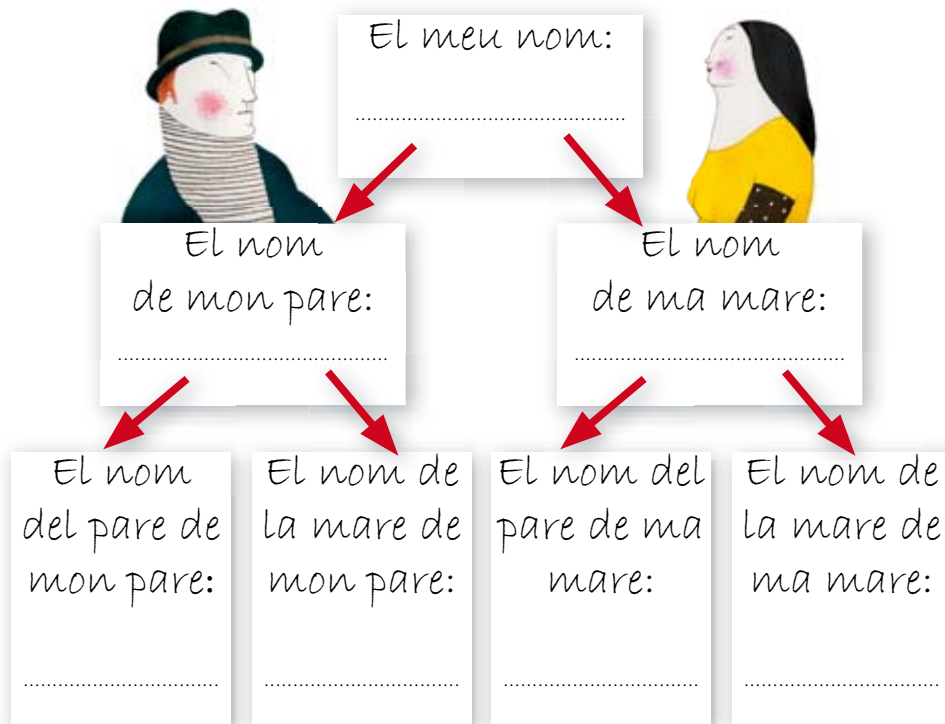 El meu nom:
El nom
de mon pare:
El nom
de ma mare:
El nom
del pare de
mon pare:
El nom de
la mare de
mon pare:
El nom del
pare de ma
mare:
El nom de
la mare de
ma mare: